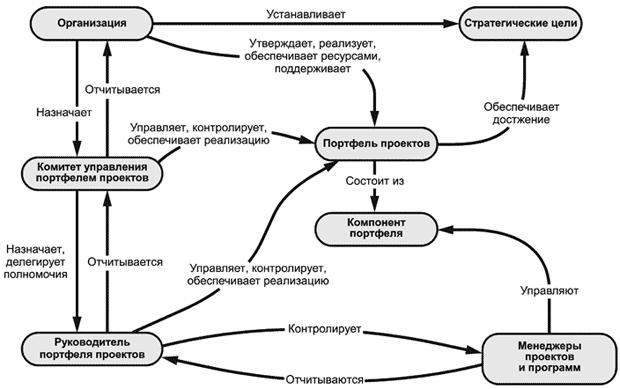 Организация
Устанавливает
Стратегические цели
Утверждает, реализует,
обеспечивает ресурсами,
поддерживает
Отчитывается
Назначает
Обеспечивает
достжение
Управляет, контролирует,
обеспечивает реализацию
Портфель проектов
Комитет управления
портфелем проектов
Состоит из
Компонент
портфеля
Назначает,
делегирует
полномочия
Отчитывается
Управляет, контролирует,
обеспечивает реализацию
Управляют
Руководитель
портфеля проектов
Контролирует
Менеджеры
проектов
и программ
Отчитываются